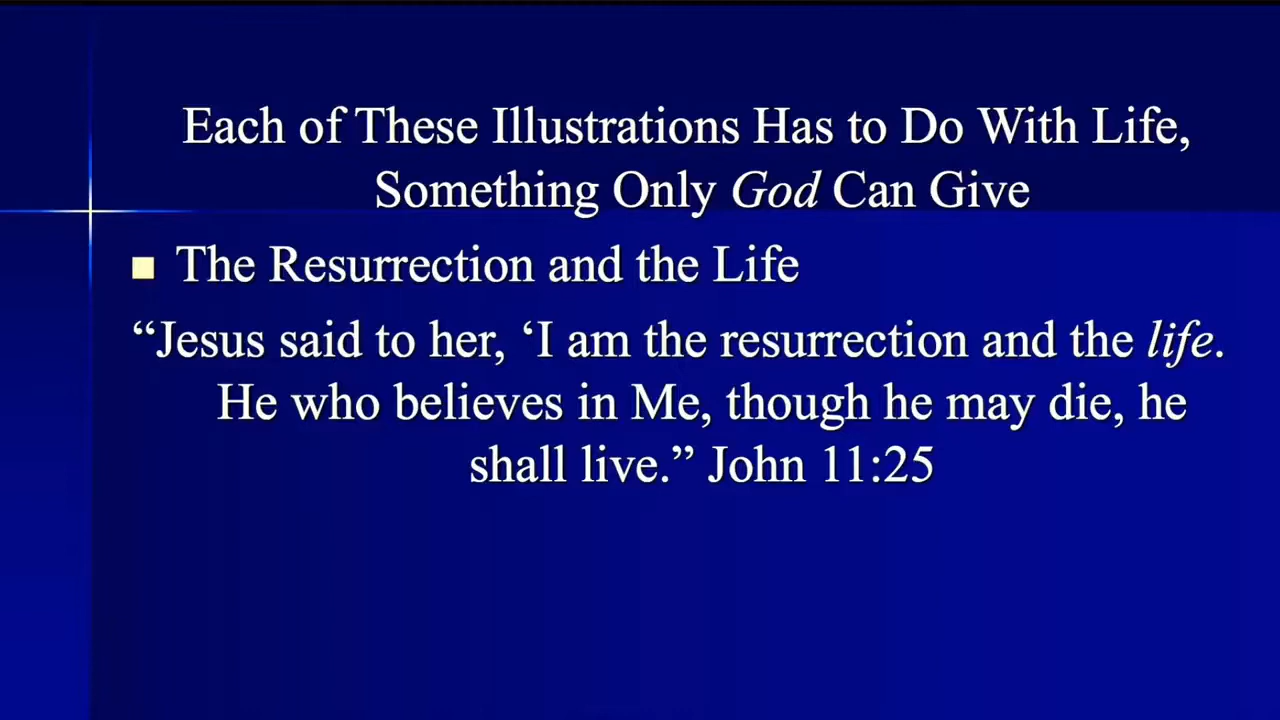 Each of These Illustrations Has to Do With Life,
Something Only God Can Give
The Resurrection and the Life
“Jesus said to her, ‘I am the resurrection and the life.
He who believes in Me, though he may die, he
shall live.” John 11:25